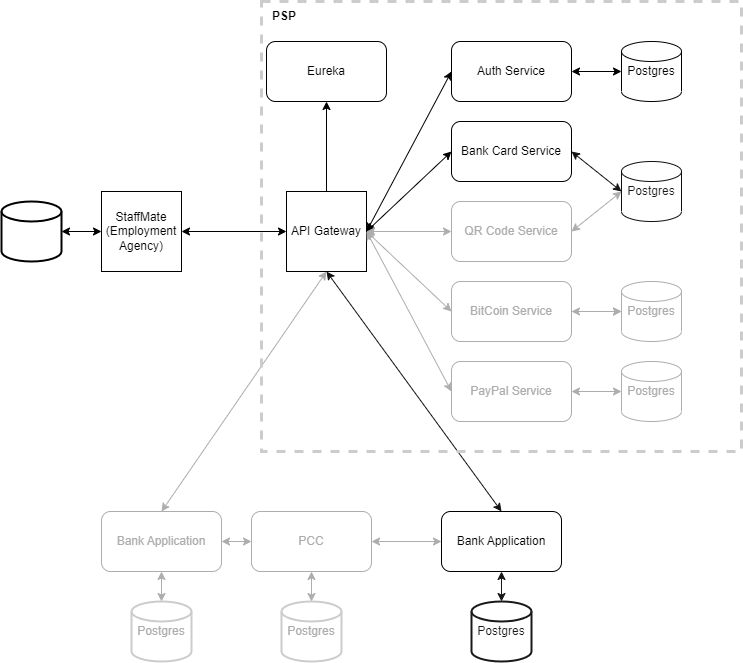 PSP
Eureka
Auth Service
Postgres
Bank Card Service
Postgres
StaffMate
(Employment
Agency)
API Gateway
QR Code Service
BitCoin Service
Postgres
PayPal Service
Postgres
Bank Application
PCC
Bank Application
Postgres
Postgres
Postgres